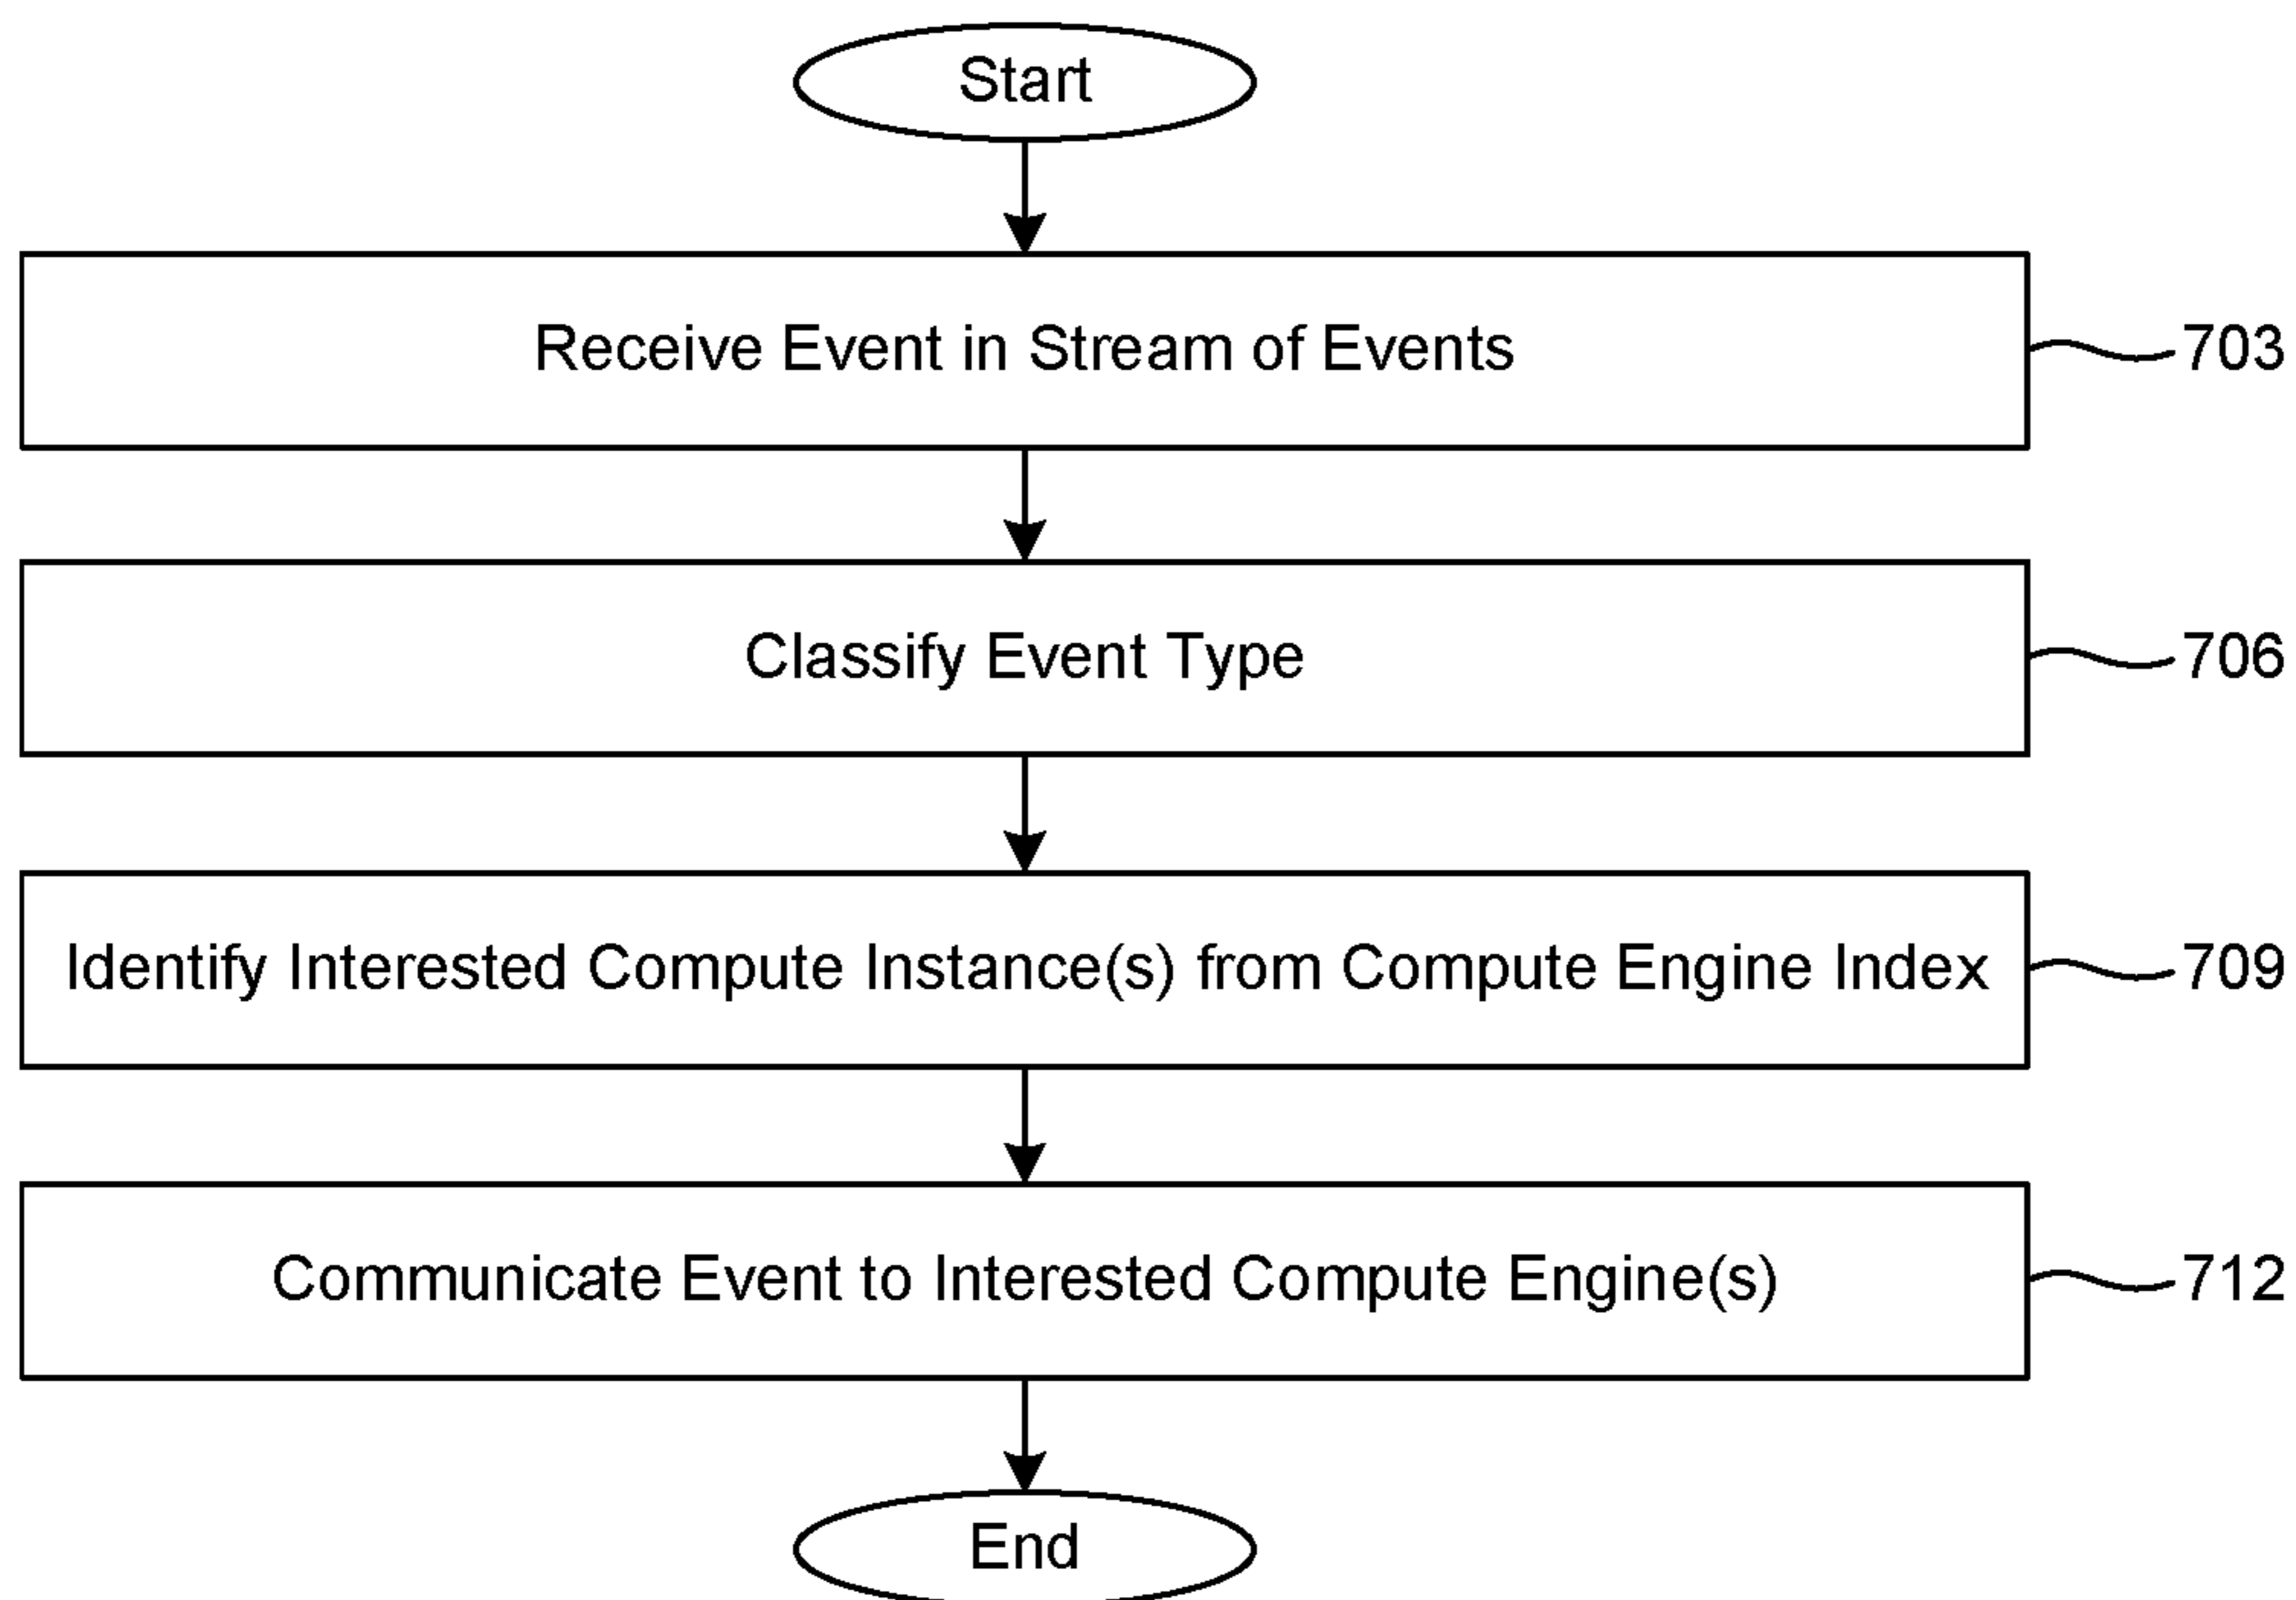 Start
Receive Event in Stream of Events
703
Classify Event Type
706
Identify Interested Compute Instance(s) from Compute Engine Index
709
Communicate Event to Interested Compute Engine(s)
712
End